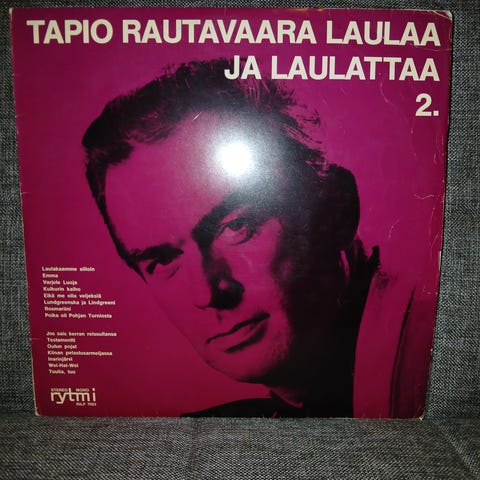 TAPIO RAUTAVAARA LAULAA
JA LAULATTAA
2.
Laulakaamme silloin
Emma
Varjele Luoja
Kulkurin kaiho
Eikä me olla veljeksiä
Lundgreenska ja Lindgreeni
Rosmariini
Poika oli Pohjan Torniosta
Jos sais kerran reissullansa
Testamentti
Oulun pojat
Kiinan pelastusarmeijassa
Inarinjärvi
Wei-Hai-Wei
Tuulia, tuu
STEREO MONO
rytmi
RILP 7052